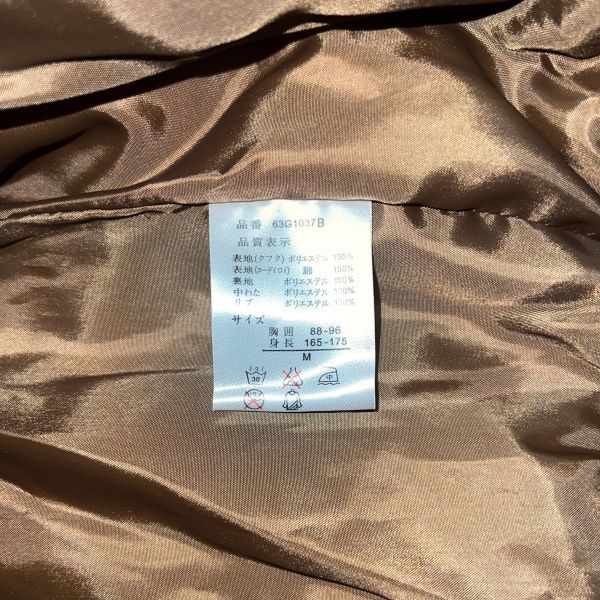 品番 63G1037B
品質表示
表地(タフタ) ポリエステル 100%
表地(コーデュロイ) 綿 100%
裏地 ポリエステル 100%
中わた ポリエステル 100%
リブ ポリエステル 100%
サイズ
胸囲 88-96
身長 165-175
M
30 中